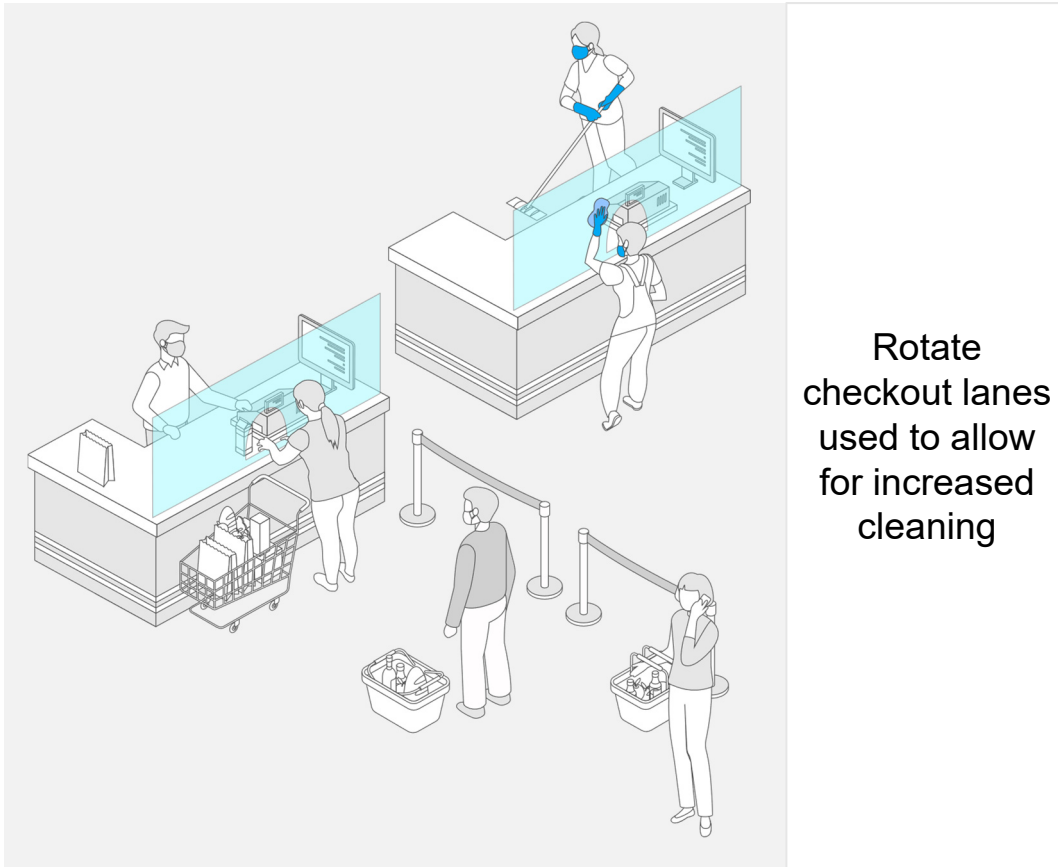 Rotate
checkout lanes
used to allow
for increased
cleaning